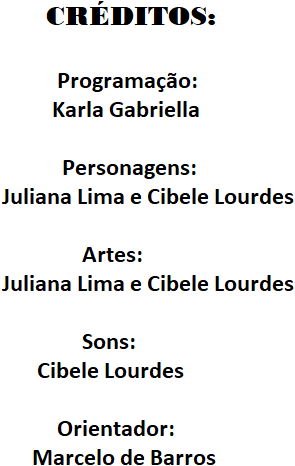 CRÉDITOS:
Programação:
Karla Gabriella
Personagens:
Juliana Lima e Cibele Lourdes
Artes:
Juliana Lima e Cibele Lourdes
Sons:
Cibele Lourdes
Orientador:
Marcelo de Barros